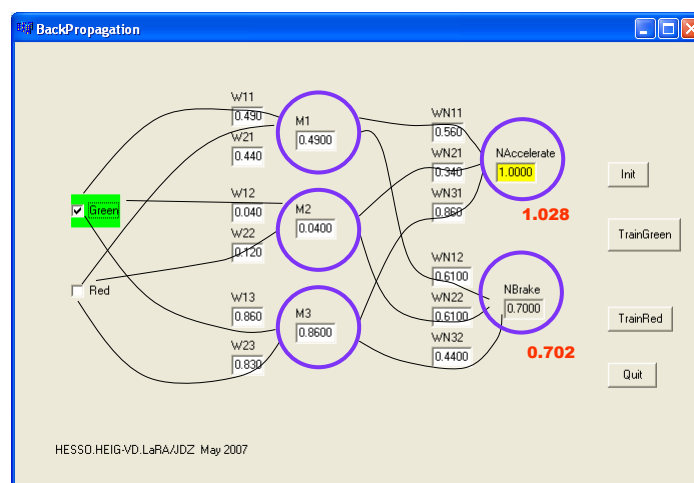 BackPropagation
W11
0.490
W21
0.440
M1
0.4900
WN11
0.560
WN21
0.340
WN31
0.860
NAccelerate
1.0000
1.028
Init
Green
W12
0.040
W22
0.120
M2
0.0400
TrainGreen
Red
W13
0.860
W23
0.830
M3
0.8600
WN12
0.6100
WN22
0.6100
WN32
0.4400
NBrake
0.7000
0.702
TrainRed
Quit
HESSO.HEIG-VD.LaRA/JDZ May 2007